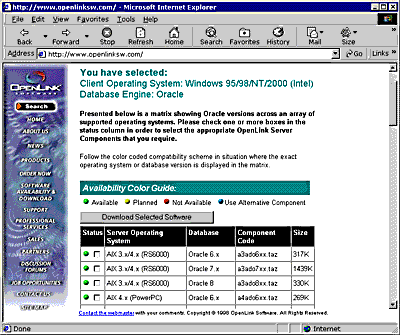 http://www.openlinksw.com/ - Microsoft Internet Explorer
File Edit View Favorites Tools Help
Back Forward Stop Refresh Home Search Favorites History Mail Size
Address http://www.openlinksw.com/ Go Links »
OPENLINK
SOFTWARE
Search
HOME
ABOUT US
NEWS
PRODUCTS
ORDER NOW
SOFTWARE
AVAILABILITY &
DOWNLOAD
SUPPORT
PROFESSIONAL
SERVICES
SALES
PARTNERS
DISCUSSION
FORUMS
JOB OPPORTUNITIES
CONTACT US
SITE MAP
You have selected:
Client Operating System: Windows 95/98/NT/2000 (Intel)
Database Engine: Oracle
Presented below is a matrix showing Oracle versions across an array of
supported operating systems. Please check one or more boxes in the
status column in order to select the appropriate OpenLink Server
Components that you require.
Follow the color coded compatibility scheme in situation where the exact
operating system or database version is displayed in the matrix.
Availability Color Guide:
Available Planned Not Available Use Alternative Component
Download Selected Software
Status Server Operating System Database Component Code Size
AIX 3.x/4.x (RS6000) Oracle 6.x a3ado6xx.taz 317K
AIX 3.x/4.x (RS6000) Oracle 7.x a3ado7xx.taz 1439K
AIX 3.x/4.x (RS6000) Oracle 8 a3ado8xx.taz 330K
AIX 4.x (PowerPC) Oracle 6.x a4ado6xx.taz 269K
Contact the webmaster with your comments. Copyright © 1998 OpenLink Software. All Rights Reserved.
Done Internet